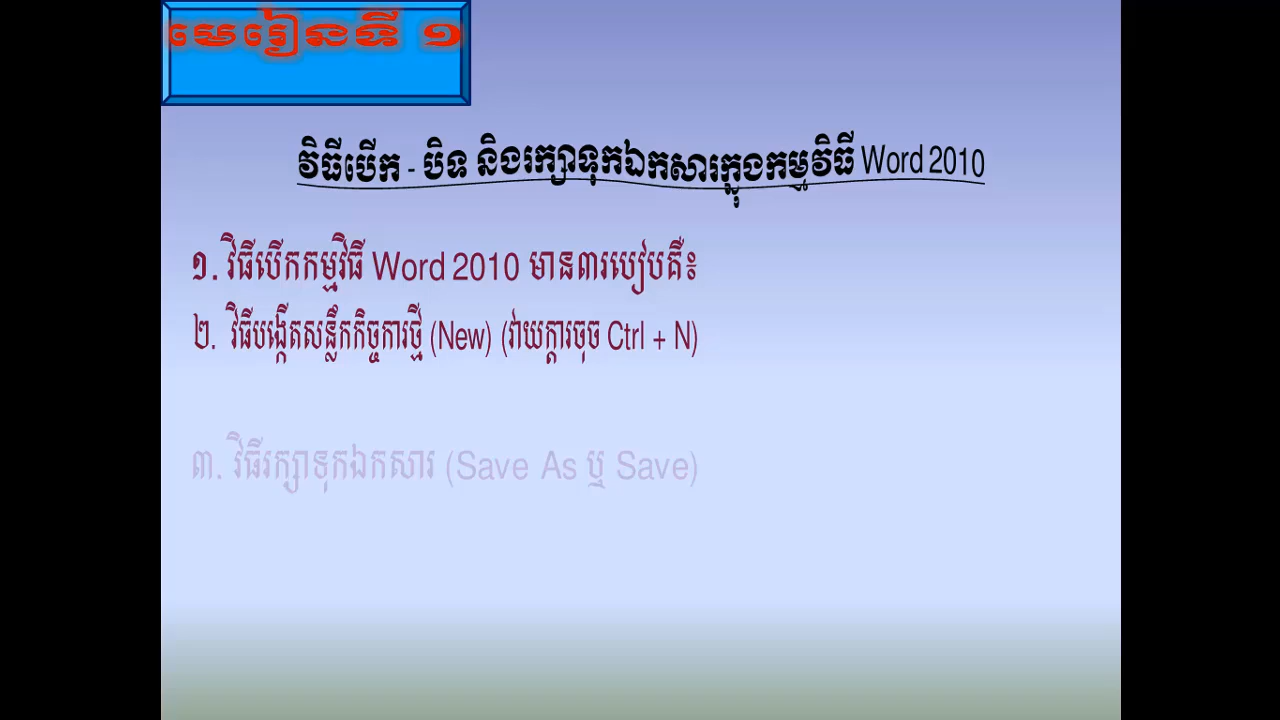 មេរៀនទី ១
វិធីបើក - បិទ និងរក្សាទុកឯកសារក្នុងកម្មវិធី Word 2010
១. វិធីបើកកម្មវិធី Word 2010 មាន៣របៀបគឺ៖
២. វិធីបង្កើតសន្លឹកកិច្ចការថ្មី (New) (វាយក្តារចុច Ctrl + N)
៣. វិធីរក្សាទុកឯកសារ (Save As ឬ Save)